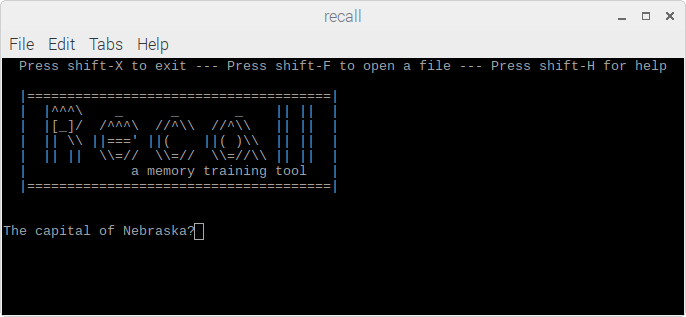 recall
File Edit Tabs Help
Press shift-X to exit --- Press shift-F to open a file --- Press shift-H for help
Recall
a memory training tool
The capital of Nebraska?